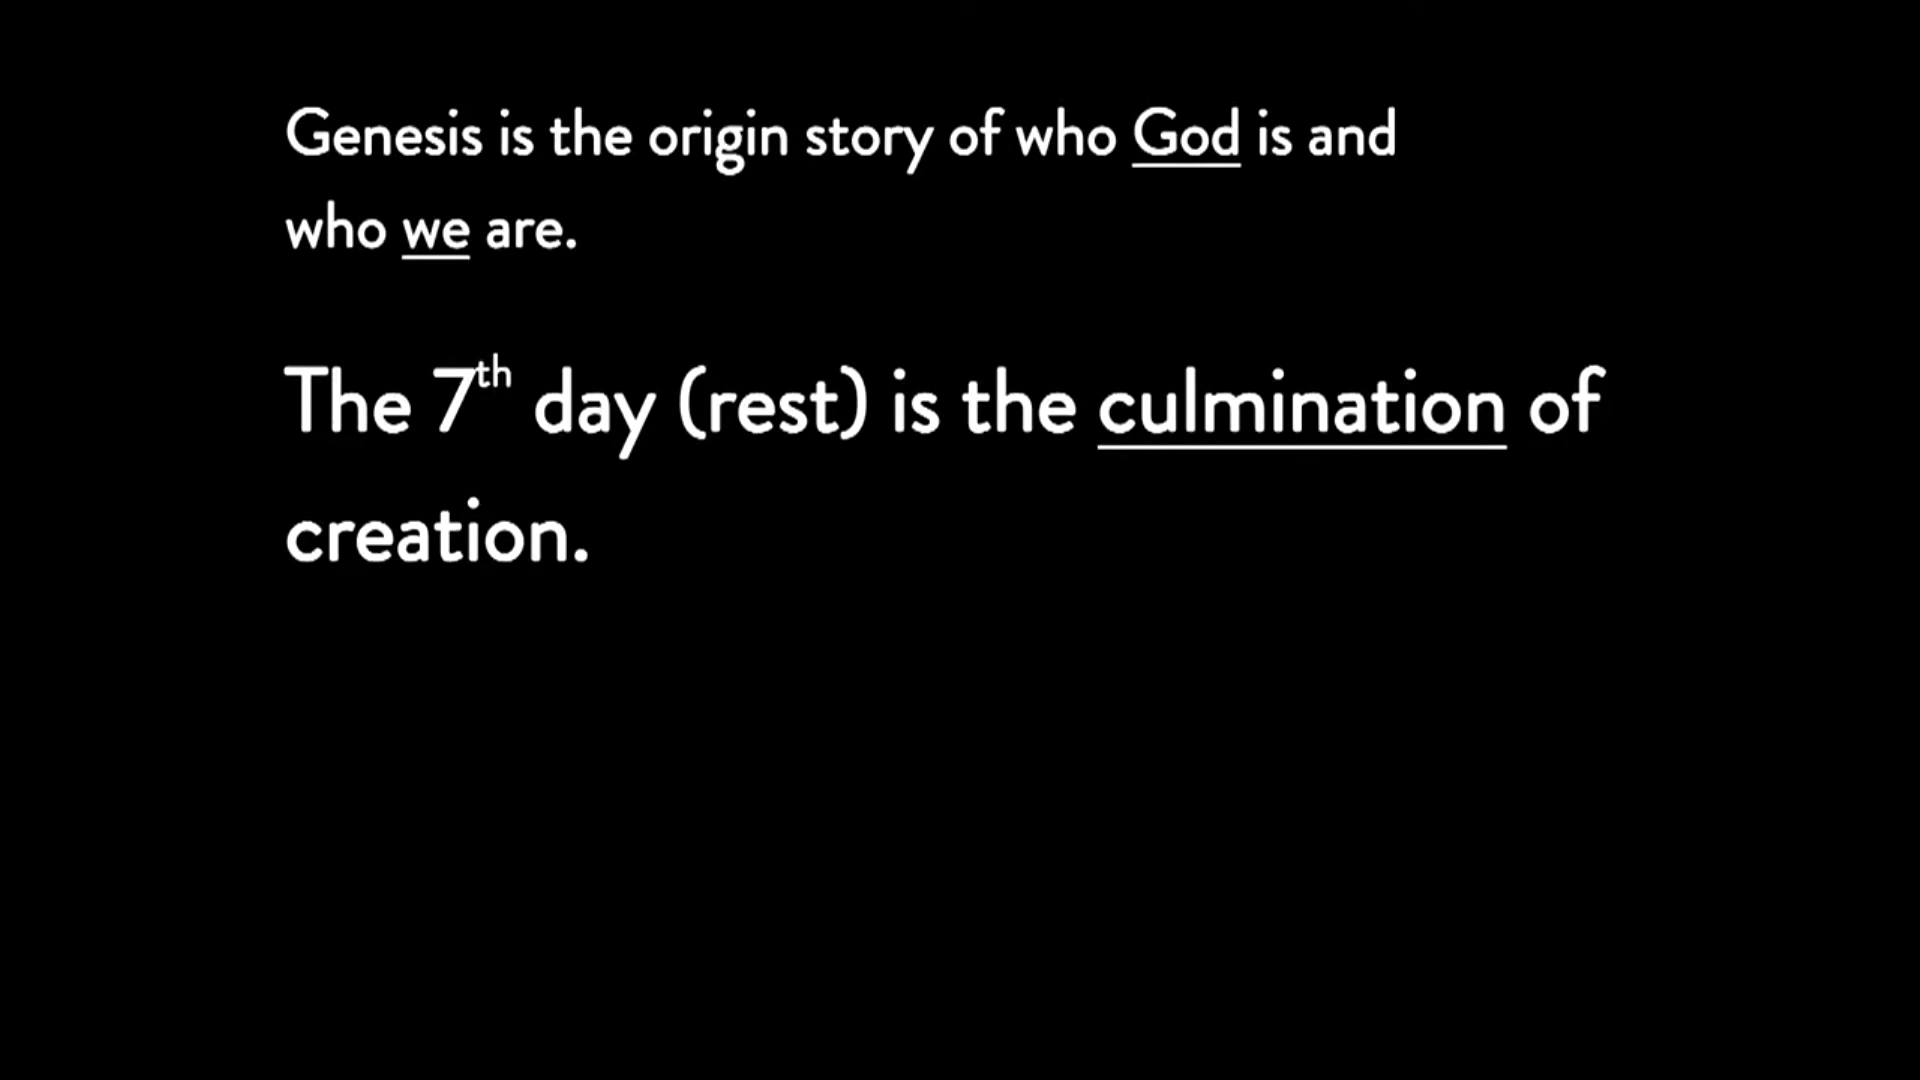 Genesis is the origin story of who God is and
who we are.
The 7th day (rest) is the culmination of
creation.